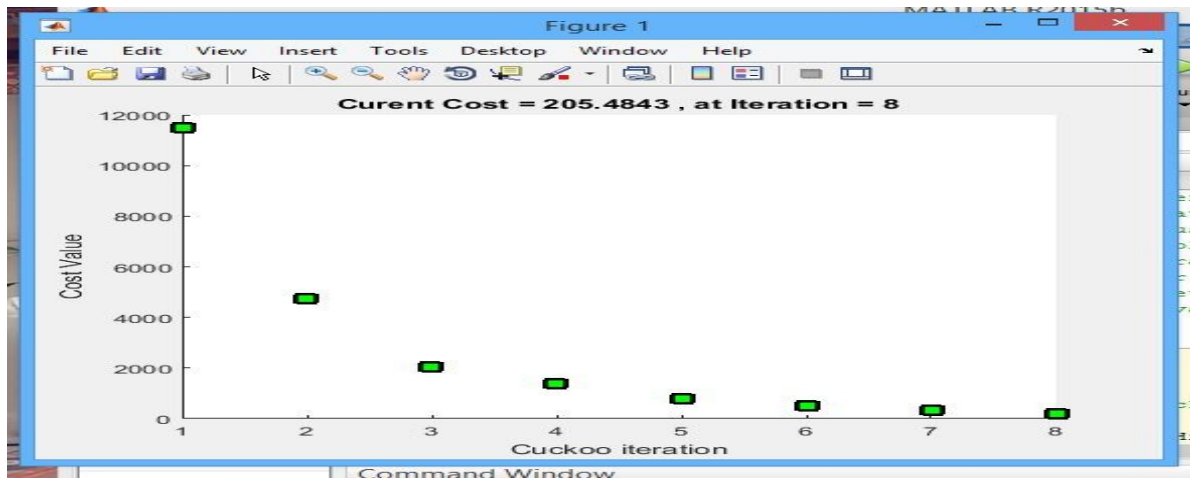 MATLAB R2015b
Figure 1
File Edit View Insert Tools Desktop Window Help
Curent Cost = 205.4843 , at Iteration = 8
12000
10000
8000
6000
4000
2000
0
Cost Value
1 2 3 4 5 6 7 8
Cuckoo iteration
Command Window